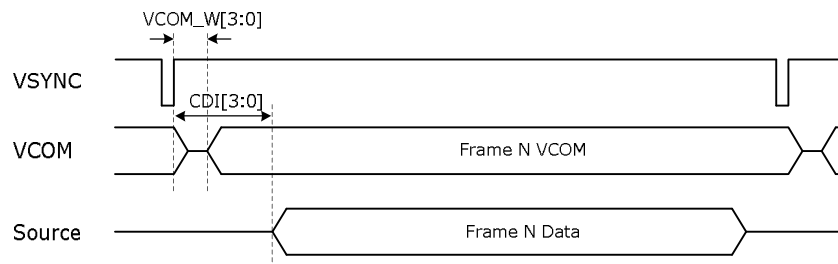 VCOM_W[3:0]
VSYNC
CDI[3:0]
VCOM
Frame N VCOM
Source
Frame N Data